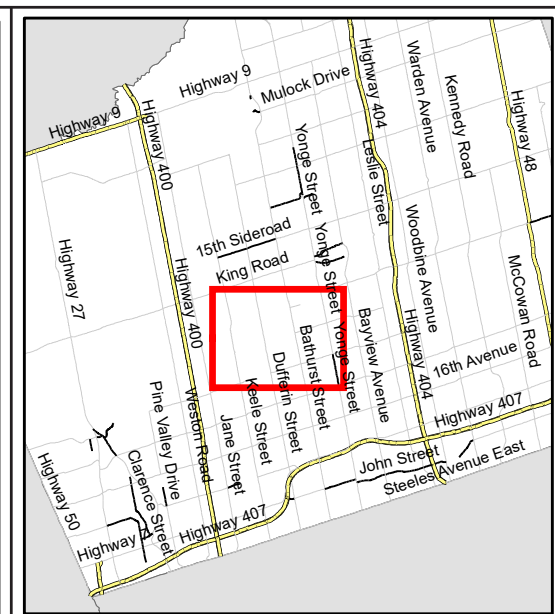 Highway 9
Mulock Drive
Highway 9
Highway 400
Highway 404
Warden Avenue
Kennedy Road
Highway 48
Yonge Street
Leslie Street
15th Sideroad
King Road
Yonge Street
Woodbine Avenue
McCowan Road
Highway 27
Highway 400
Highway 404
Yonge Street
Bayview Avenue
Bathurst Street
Dufferin Street
Keele Street
Jane Street
Weston Road
Pine Valley Drive
16th Avenue
Highway 407
John Street
Steeles Avenue East
Clarence Street
Highway 50
Highway 407
Highway 7